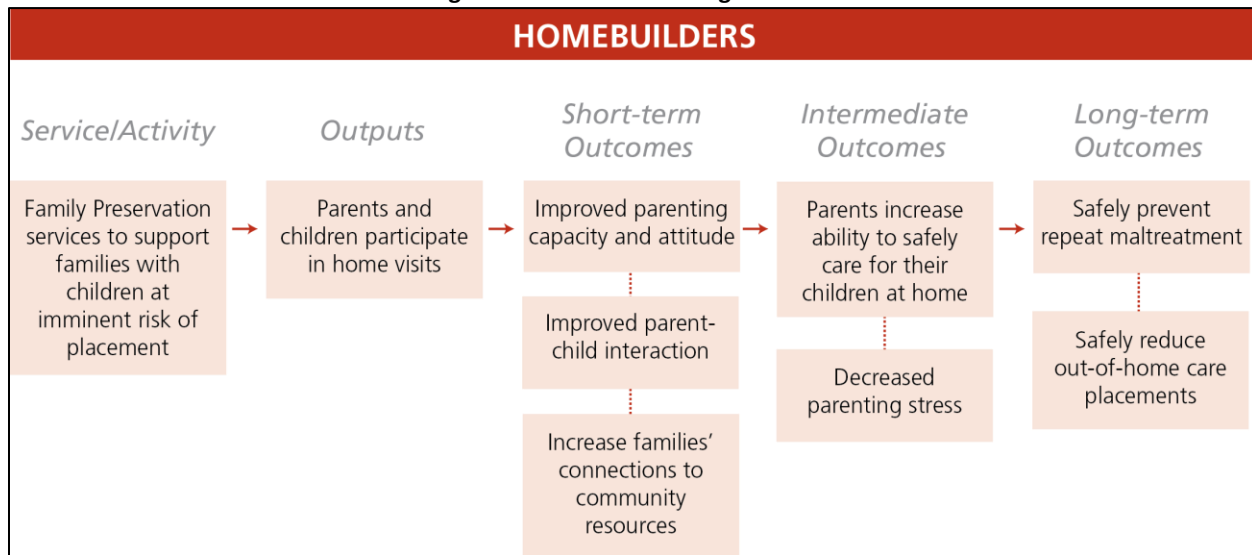 HOMEBUILDERS
Service/Activity
Outputs
Short-term
Outcomes
Intermediate
Outcomes
Long-term
Outcomes
Family Preservation
services to support
families with
children at
imminent risk of
placement
Parents and
children participate
in home visits
Improved parenting
capacity and attitude
Improved parent-
child interaction
Increase families’
connections to
community
resources
Parents increase
ability to safely
care for their
children at home
Decreased
parenting stress
Safely prevent
repeat maltreatment
Safely reduce
out-of-home care
placements